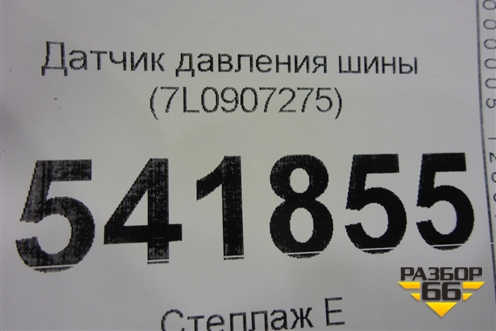 Датчик давления шины
(7L0907275)
541855
Стеллаж Е
РАЗБОР
66